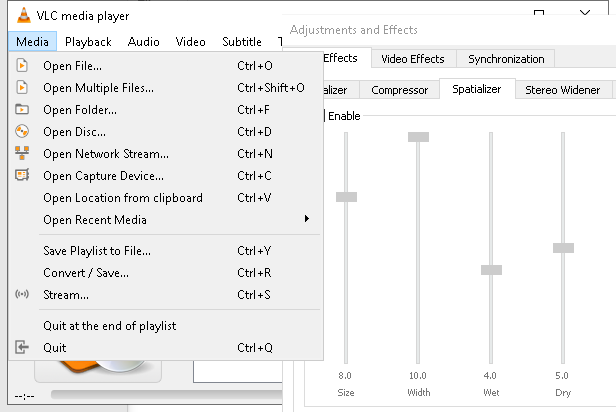 VLC media player
Adjustments and Effects
Media Playback Audio Video Subtitle
Effects Video Effects Synchronization
Compressor Spatializer Stereo Widener
Enable
Open File... Ctrl+O
Open Multiple Files... Ctrl+Shift+O
Open Folder... Ctrl+F
Open Disc... Ctrl+D
Open Network Stream... Ctrl+N
Open Capture Device... Ctrl+C
Open Location from clipboard Ctrl+V
Open Recent Media
Save Playlist to File... Ctrl+Y
Convert / Save... Ctrl+R
Stream... Ctrl+S
Quit at the end of playlist
Quit Ctrl+Q
--:--
8.0 10.0 4.0 5.0
Size Width Wet Dry